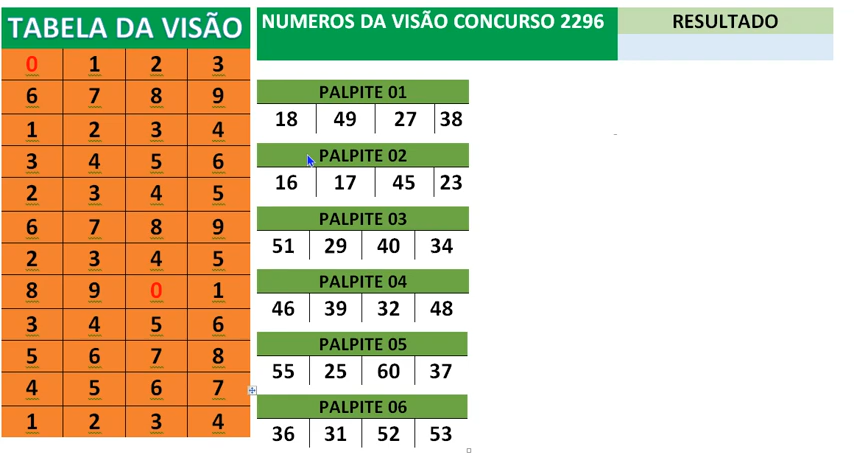 TABELA DA VISÃO
0 1 2 3
6 7 8 9
1 2 3 4
3 4 5 6
2 3 4 5
6 7 8 9
2 3 4 5
8 9 0 1
3 4 5 6
5 6 7 8
4 5 6 7
1 2 3 4
NUMEROS DA VISÃO CONCURSO 2296
RESULTADO
PALPITE 01
18 49 27 38
PALPITE 02
16 17 45 23
PALPITE 03
51 29 40 34
PALPITE 04
46 39 32 48
PALPITE 05
55 25 60 37
PALPITE 06
36 31 52 53